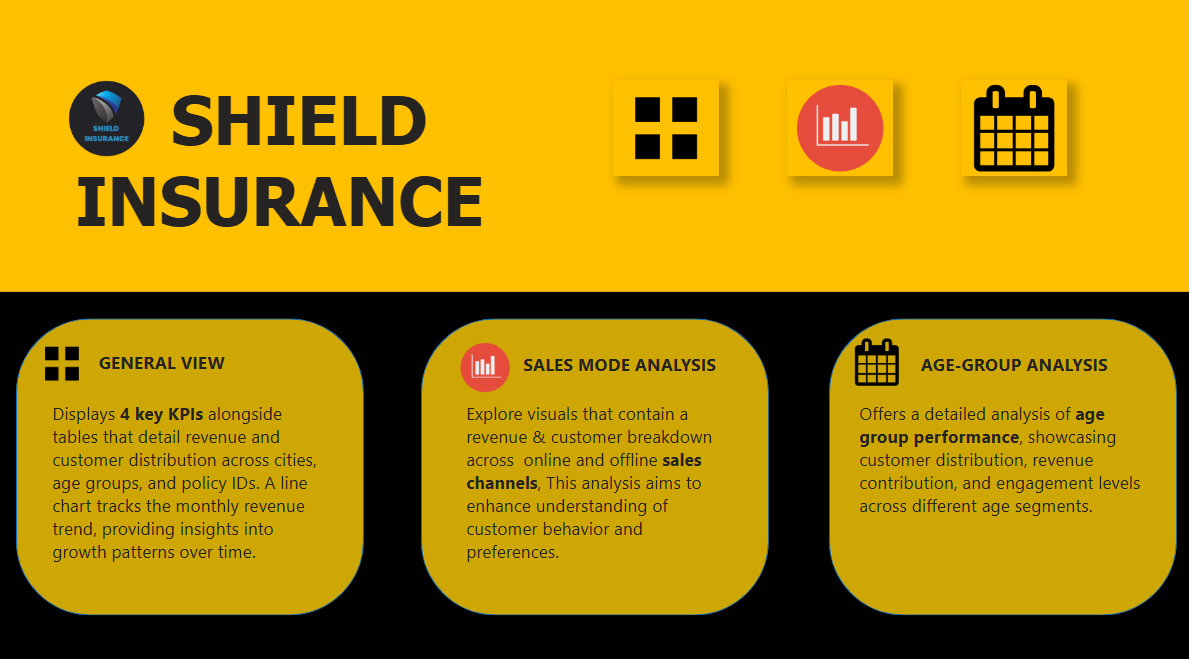 SHIELD
INSURANCE
SHIELD
INSURANCE
GENERAL VIEW
Displays 4 key KPIs alongside
tables that detail revenue and
customer distribution across cities,
age groups, and policy IDs. A line
chart tracks the monthly revenue
trend, providing insights into
growth patterns over time.
SALES MODE ANALYSIS
Explore visuals that contain a
revenue & customer breakdown
across  online and offline sales
channels, This analysis aims to
enhance understanding of
customer behavior and
preferences.
AGE-GROUP ANALYSIS
Offers a detailed analysis of age
group performance, showcasing
customer distribution, revenue
contribution, and engagement levels
across different age segments.